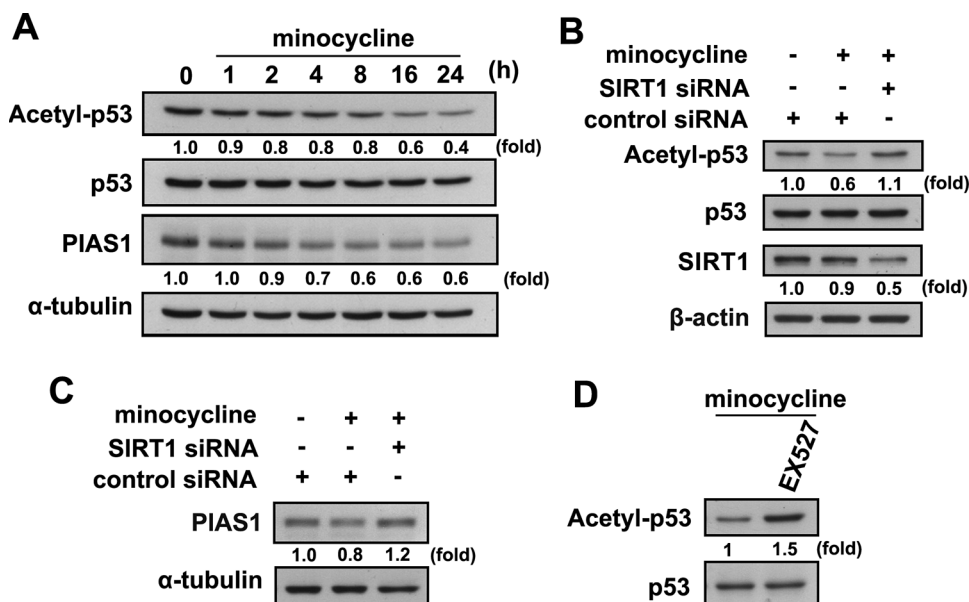 A
minocycline
0 1 2 4 8 16 24 (h)
Acetyl-p53
1.0 0.9 0.8 0.8 0.8 0.6 0.4 (fold)
p53
PIAS1
1.0 1.0 0.9 0.7 0.6 0.6 0.6 (fold)
α-tubulin
B
minocycline - + +
SIRT1 siRNA - - +
control siRNA + + -
Acetyl-p53
1.0 0.6 1.1 (fold)
p53
SIRT1
1.0 0.9 0.5 (fold)
β-actin
C
minocycline - + +
SIRT1 siRNA - - +
control siRNA + + -
PIAS1
1.0 0.8 1.2 (fold)
α-tubulin
D
minocycline
EX527
Acetyl-p53
1 1.5 (fold)
p53